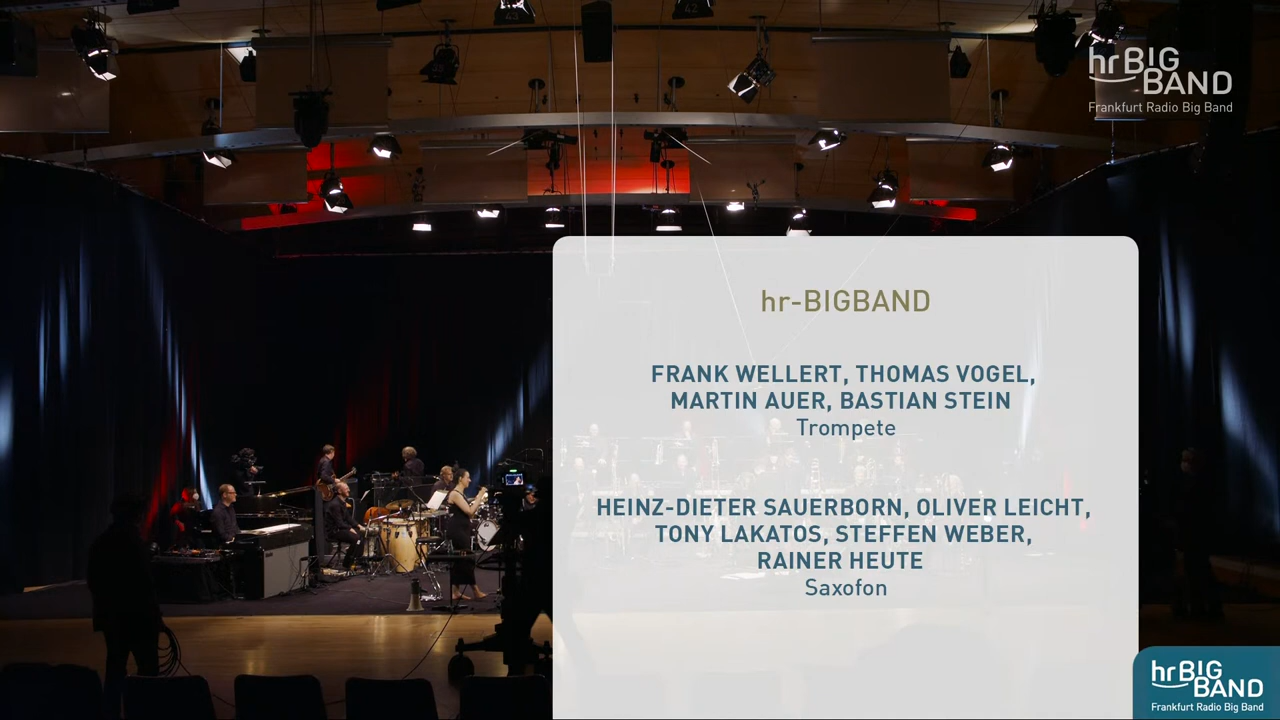 hr BIG
BAND
Frankfurt Radio Big Band
hr-BIGBAND
FRANK WELLERT, THOMAS VOGEL,
MARTIN AUER, BASTIAN STEIN
Trompete
HEINZ-DIETER SAUERBORN, OLIVER LEICHT,
TONY LAKATOS, STEFFEN WEBER,
RAINER HEUTE
Saxofon
hr BIG
BAND
Frankfurt Radio Big Band